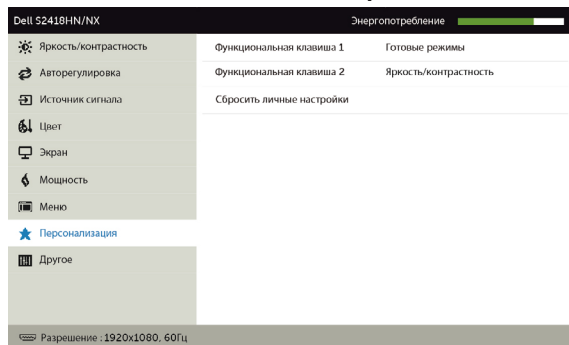 Dell S2418HN/NX Энергопотребление
Яркость/контрастность Функциональная клавиша 1 Готовые режимы
Авторегулировка Функциональная клавиша 2 Яркость/контрастность
Источник сигнала Сбросить личные настройки
Цвет
Экран
Мощность
Меню
Персонализация
Другое
Разрешение : 1920x1080, 60Гц